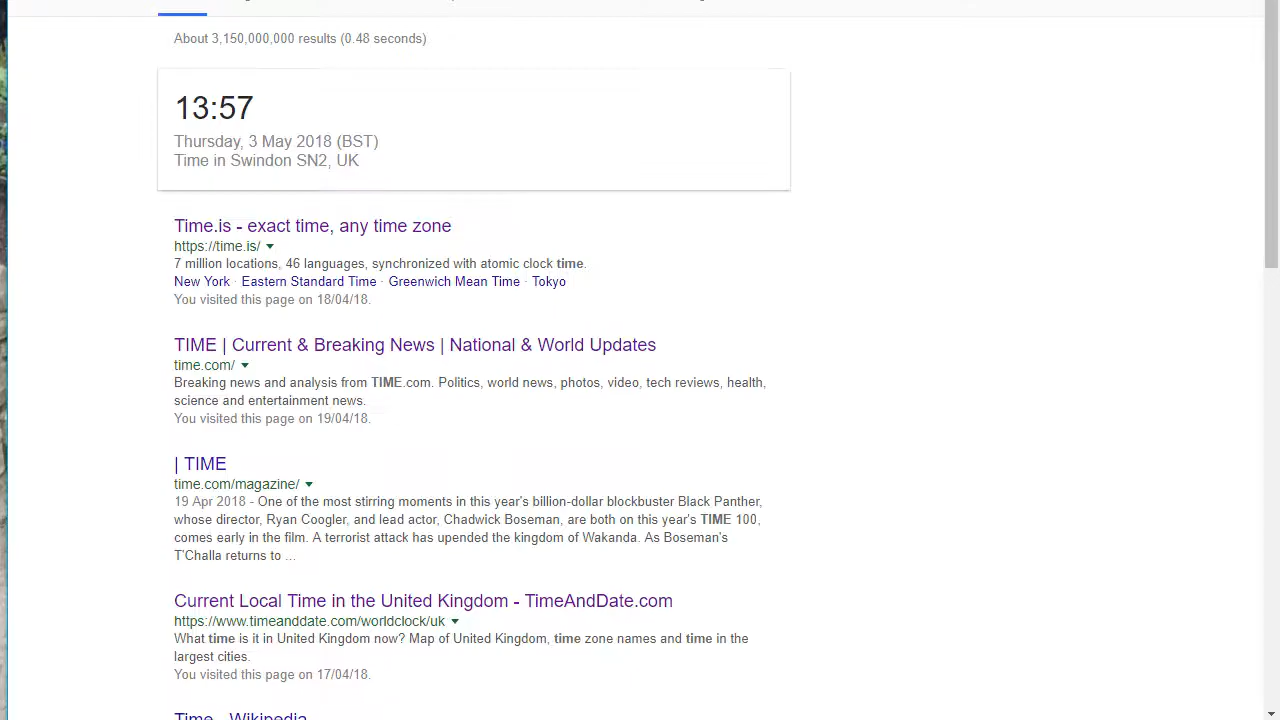 About 3,150,000,000 results (0.48 seconds)
13:57
Thursday, 3 May 2018 (BST)
Time in Swindon SN2, UK
Time.is - exact time, any time zone
https://time.is/
7 million locations, 46 languages, synchronized with atomic clock time.
New York · Eastern Standard Time · Greenwich Mean Time · Tokyo
You visited this page on 18/04/18.
TIME | Current & Breaking News | National & World Updates
time.com/
Breaking news and analysis from TIME.com. Politics, world news, photos, video, tech reviews, health,
science and entertainment news.
You visited this page on 19/04/18.
| TIME
time.com/magazine/
19 Apr 2018 - One of the most stirring moments in this year's billion-dollar blockbuster Black Panther,
whose director, Ryan Coogler, and lead actor, Chadwick Boseman, are both on this year's TIME 100,
comes early in the film. A terrorist attack has upended the kingdom of Wakanda. As Boseman's
T'Challa returns to ...
Current Local Time in the United Kingdom - TimeAndDate.com
https://www.timeanddate.com/worldclock/uk
What time is it in United Kingdom now? Map of United Kingdom, time zone names and time in the
largest cities.
You visited this page on 17/04/18.
Time - Wikipedia